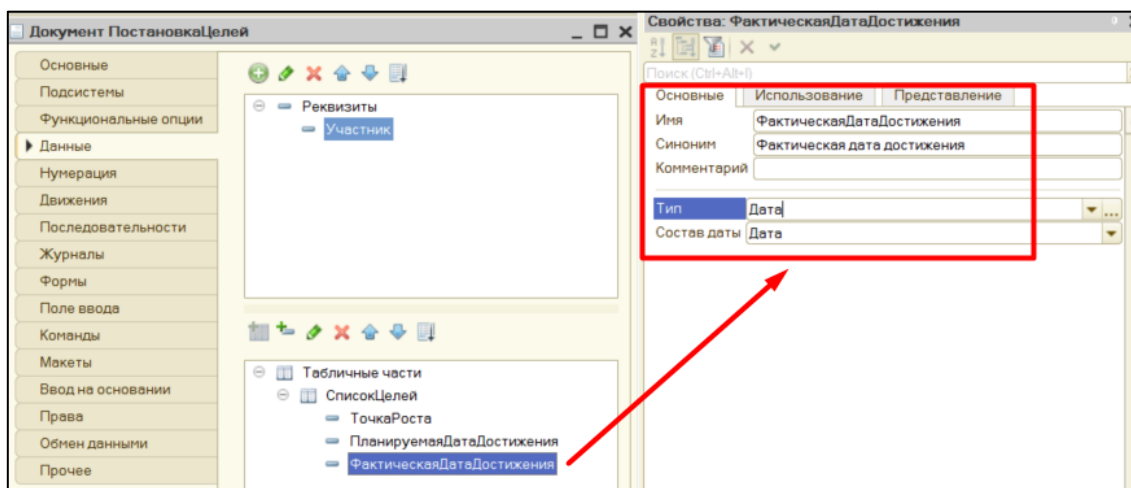 Документ ПостановкаЦелей
Основные
Подсистемы
Функциональные опции
Данные
Нумерация
Движения
Последовательности
Журналы
Формы
Поле ввода
Команды
Макеты
Ввод на основании
Права
Обмен данными
Прочее
Реквизиты
Участник
Табличные части
СписокЦелей
ТочкаРоста
ПланируемаяДатаДостижения
ФактическаяДатаДостижения
Свойства: ФактическаяДатаДостижения
Поиск (Ctrl+Alt+I)
Основные Использование Представление
Имя ФактическаяДатаДостижения
Синоним Фактическая дата достижения
Комментарий
Тип Дата
Состав даты Дата